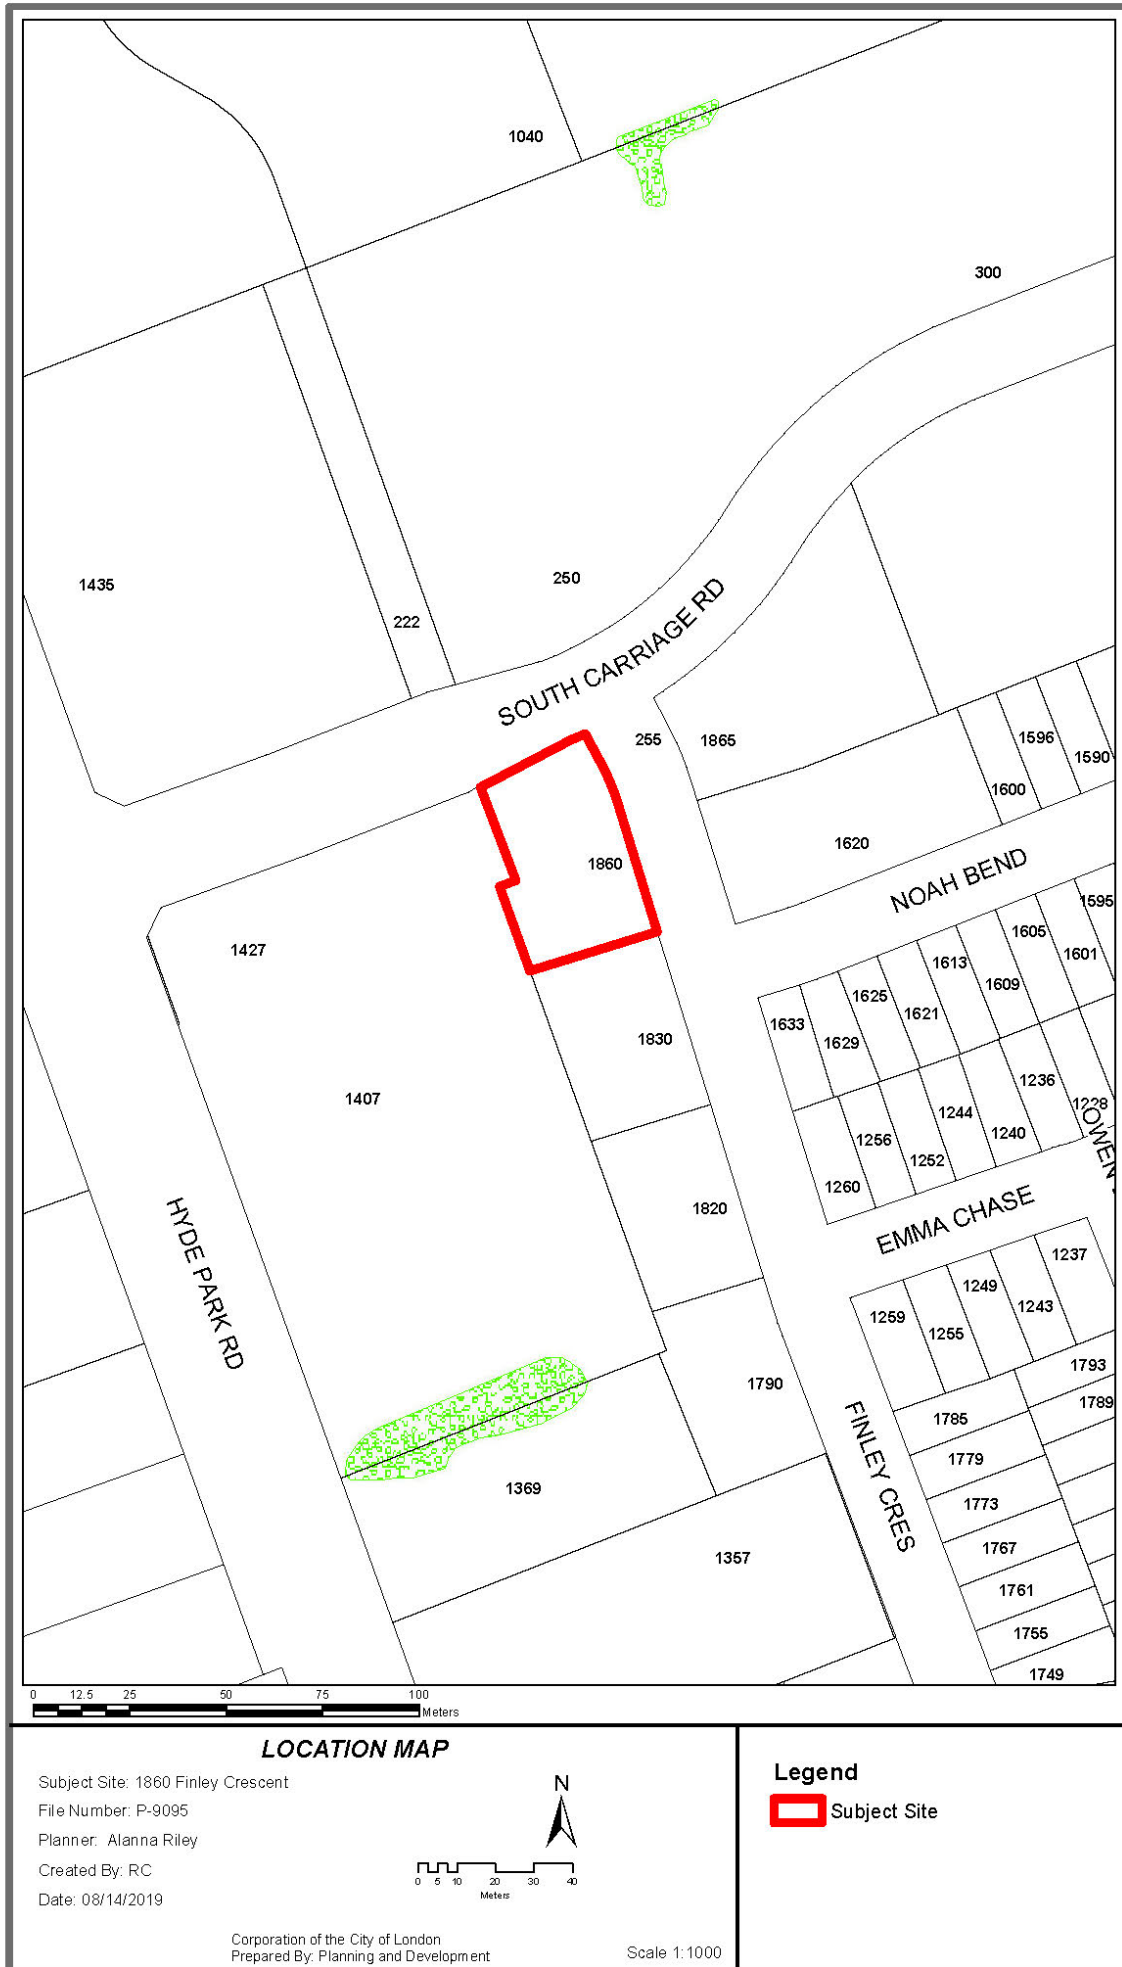 1040
300
1435
250
222
SOUTH CARRIAGE RD
255
1865
1596
1590
1600
1620
1860
NOAH BEND
1595
1605
1601
1613
1609
1625
1621
1427
1633
1629
1830
1407
1236
1228
1244
1240
1256
1252
1260
OWEN
1820
HYDE PARK RD
EMMA CHASE
1237
1249
1243
1259
1255
1793
1790
1789
1785
FINLEY CRES
1779
1369
1773
1767
1357
1761
1755
1749
0 12.5 25 50 75 100
Meters
LOCATION MAP
Subject Site: 1860 Finley Crescent
File Number: P-9095
Planner: Alanna Riley
Created By: RC
Date: 08/14/2019
N
0 5 10 20 30 40
Meters
Corporation of the City of London
Prepared By: Planning and Development
Scale 1:1000
Legend
Subject Site